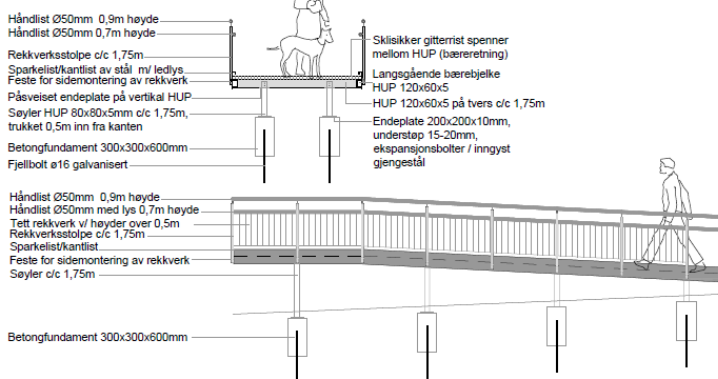 Håndlist Ø50mm 0,9m høyde
Håndlist Ø50mm 0,7m høyde
Rekkverksstolpe c/c 1,75m
Sparkelist/kantlist av stål m/ ledlys
Feste for sidemontering av rekkverk
Påsveiset endeplate på vertikal HUP
Søyler HUP 80x80x5mm c/c 1,75m,
trukket 0,5m inn fra kanten
Betongfundament 300x300x600mm
Fjellbolt ø16 galvanisert
Sklisikker gitterrist spenner
mellom HUP (bæreretning)
Langsgående bærebjelke
HUP 120x60x5
HUP 120x60x5 på tvers c/c 1,75m
Endeplate 200x200x10mm,
understøp 15-20mm,
ekspansjonsbolter / inngyst
gjengestål
Håndlist Ø50mm 0,9m høyde
Håndlist Ø50mm med lys 0,7m høyde
Tett rekkverk v/ høyder over 0,5m
Rekkverksstolpe c/c 1,75m
Sparkelist/kantlist
Feste for sidemontering av rekkverk
Søyler c/c 1,75m
Betongfundament 300x300x600mm